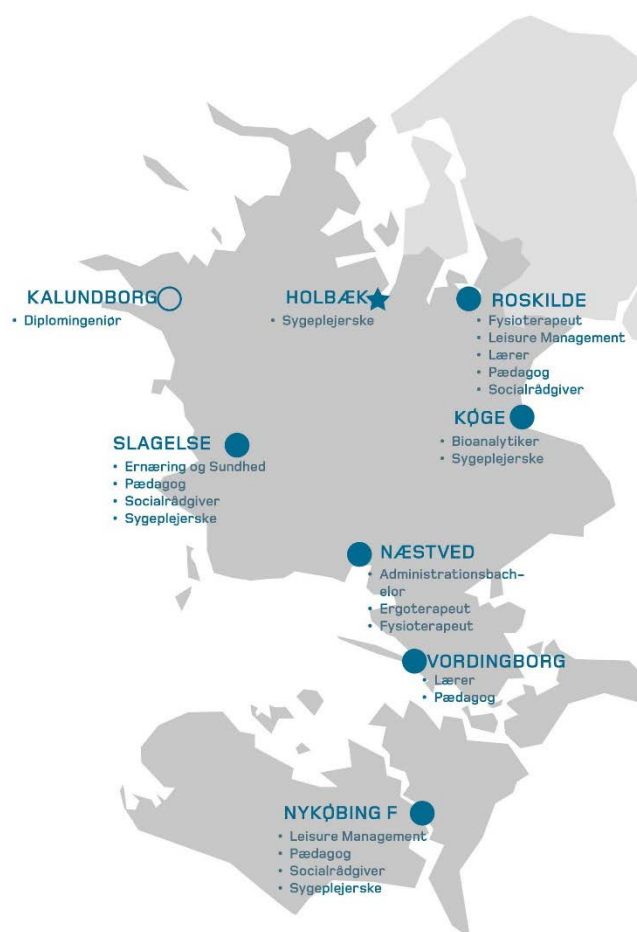 KALUNDBORG
• Diplomingeniør
HOLBÆK
• Sygeplejerske
ROSKILDE
• Fysioterapeut
• Leisure Management
• Lærer
• Pædagog
• Socialrådgiver
KØGE
• Bioanalytiker
• Sygeplejerske
SLAGELSE
• Ernæring og Sundhed
• Pædagog
• Socialrådgiver
• Sygeplejerske
NÆSTVED
• Administrationsbach-
elor
• Ergoterapeut
• Fysioterapeut
VORDINGBORG
• Lærer
• Pædagog
NYKØBING F
• Leisure Management
• Pædagog
• Socialrådgiver
• Sygeplejerske